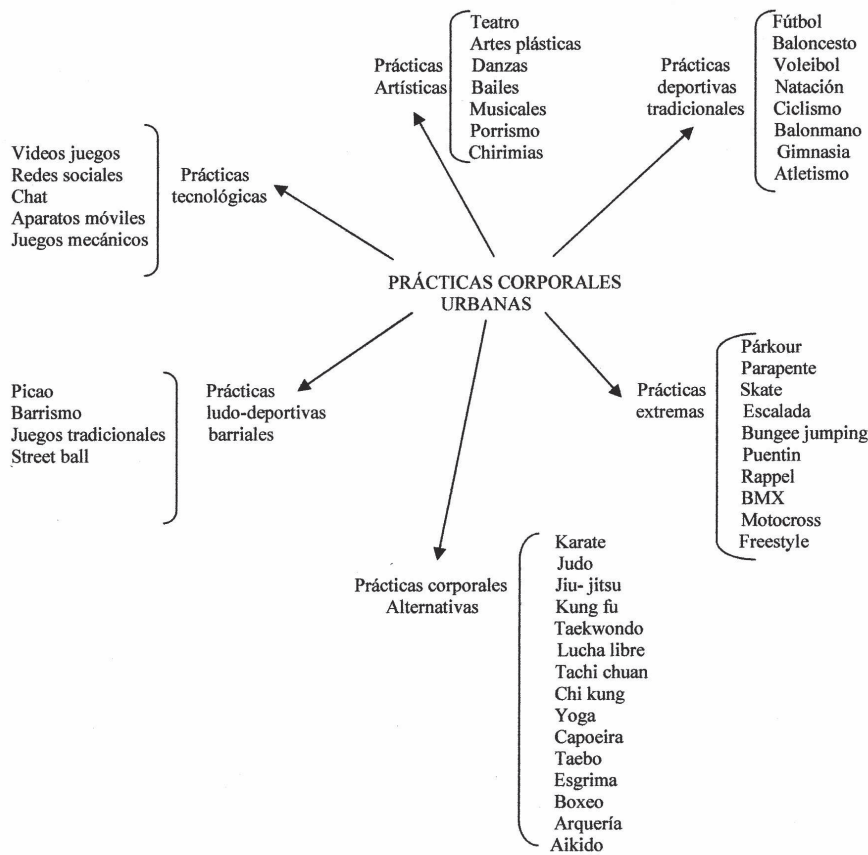 Prácticas
Artísticas
Teatro
Artes plásticas
Danzas
Bailes
Musicales
Porrismo
Chirimias
Prácticas
deportivas
tradicionales
Fútbol
Baloncesto
Voleibol
Natación
Ciclismo
Balonmano
Gimnasia
Atletismo
Videos juegos
Redes sociales
Chat
Aparatos móviles
Juegos mecánicos
Prácticas
tecnológicas
PRÁCTICAS CORPORALES
URBANAS
Picao
Barrismo
Juegos tradicionales
Street ball
Prácticas
ludo-deportivas
barriales
Prácticas
extremas
Párkour
Parapente
Skate
Escalada
Bungee jumping
Puentin
Rappel
BMX
Motocross
Freestyle
Prácticas corporales
Alternativas
Karate
Judo
Jiu- jitsu
Kung fu
Taekwondo
Lucha libre
Tachi chuan
Chi kung
Yoga
Capoeira
Taebo
Esgrima
Boxeo
Arquería
Aikido